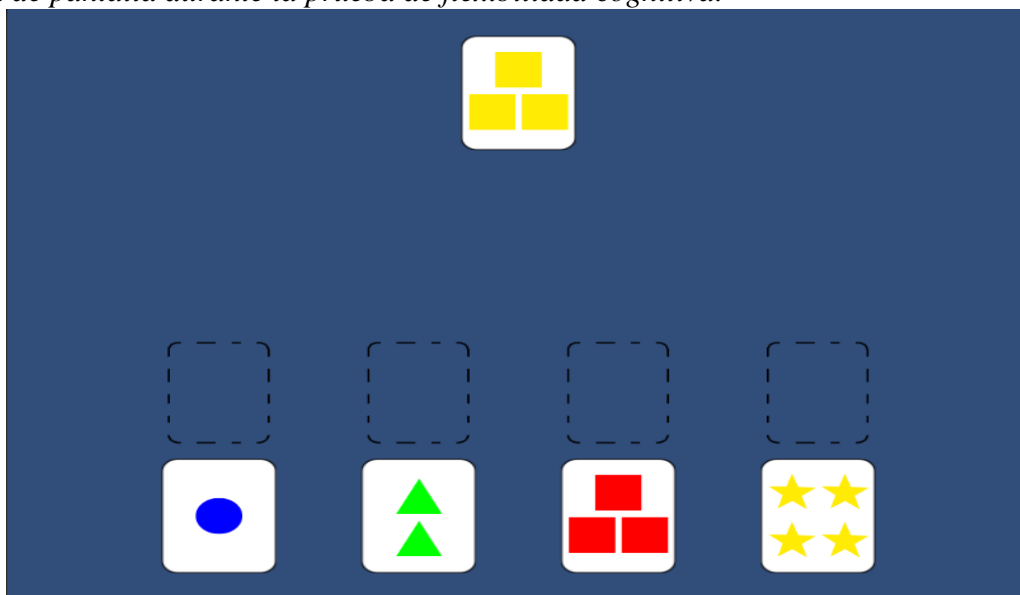 de pantalla durante la prueba de flexibilidad cognitiva.